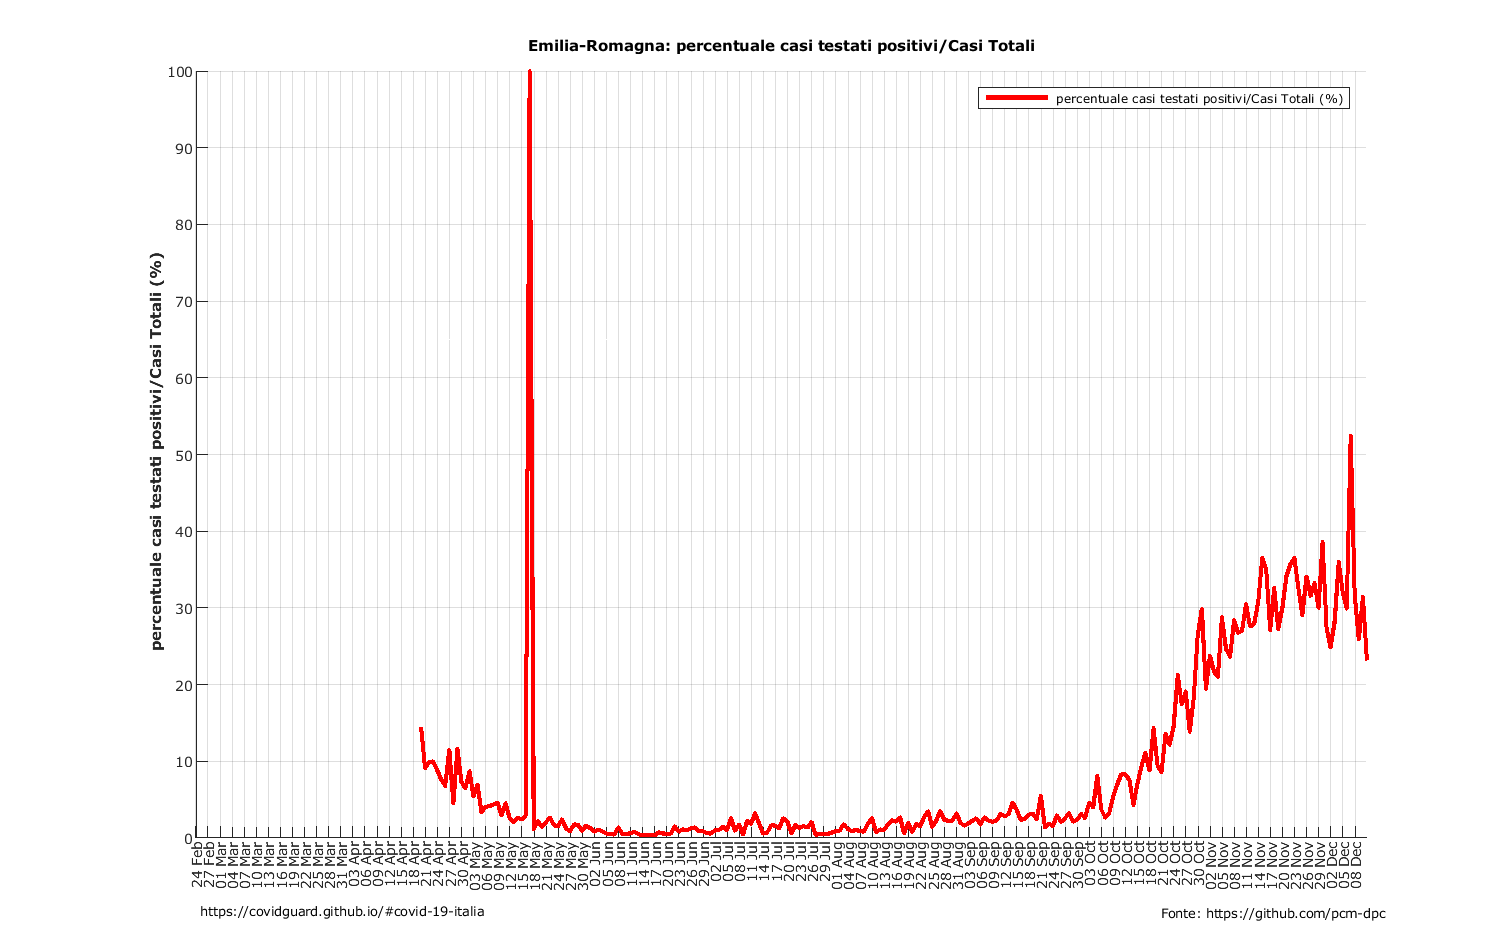 Emilia-Romagna: percentuale casi testati positivi/Casi Totali
percentuale casi testati positivi/Casi Totali (%)
percentuale casi testati positivi/Casi Totali (%)
100
90
80
70
60
50
40
30
20
10
0
24 Feb
27 Feb
01 Mar
04 Mar
07 Mar
10 Mar
13 Mar
16 Mar
19 Mar
22 Mar
25 Mar
28 Mar
31 Mar
03 Apr
06 Apr
09 Apr
12 Apr
15 Apr
18 Apr
21 Apr
24 Apr
27 Apr
30 Apr
03 May
06 May
09 May
12 May
15 May
18 May
21 May
24 May
27 May
30 May
02 Jun
05 Jun
08 Jun
11 Jun
14 Jun
17 Jun
20 Jun
23 Jun
26 Jun
29 Jun
02 Jul
05 Jul
08 Jul
11 Jul
14 Jul
17 Jul
20 Jul
23 Jul
26 Jul
29 Jul
01 Aug
04 Aug
07 Aug
10 Aug
13 Aug
16 Aug
19 Aug
22 Aug
25 Aug
28 Aug
31 Aug
03 Sep
06 Sep
09 Sep
12 Sep
15 Sep
18 Sep
21 Sep
24 Sep
27 Sep
30 Sep
03 Oct
06 Oct
09 Oct
12 Oct
15 Oct
18 Oct
21 Oct
24 Oct
27 Oct
30 Oct
02 Nov
05 Nov
08 Nov
11 Nov
14 Nov
17 Nov
20 Nov
23 Nov
26 Nov
29 Nov
02 Dec
05 Dec
08 Dec
https://covidguard.github.io/#covid-19-italia
Fonte: https://github.com/pcm-dpc